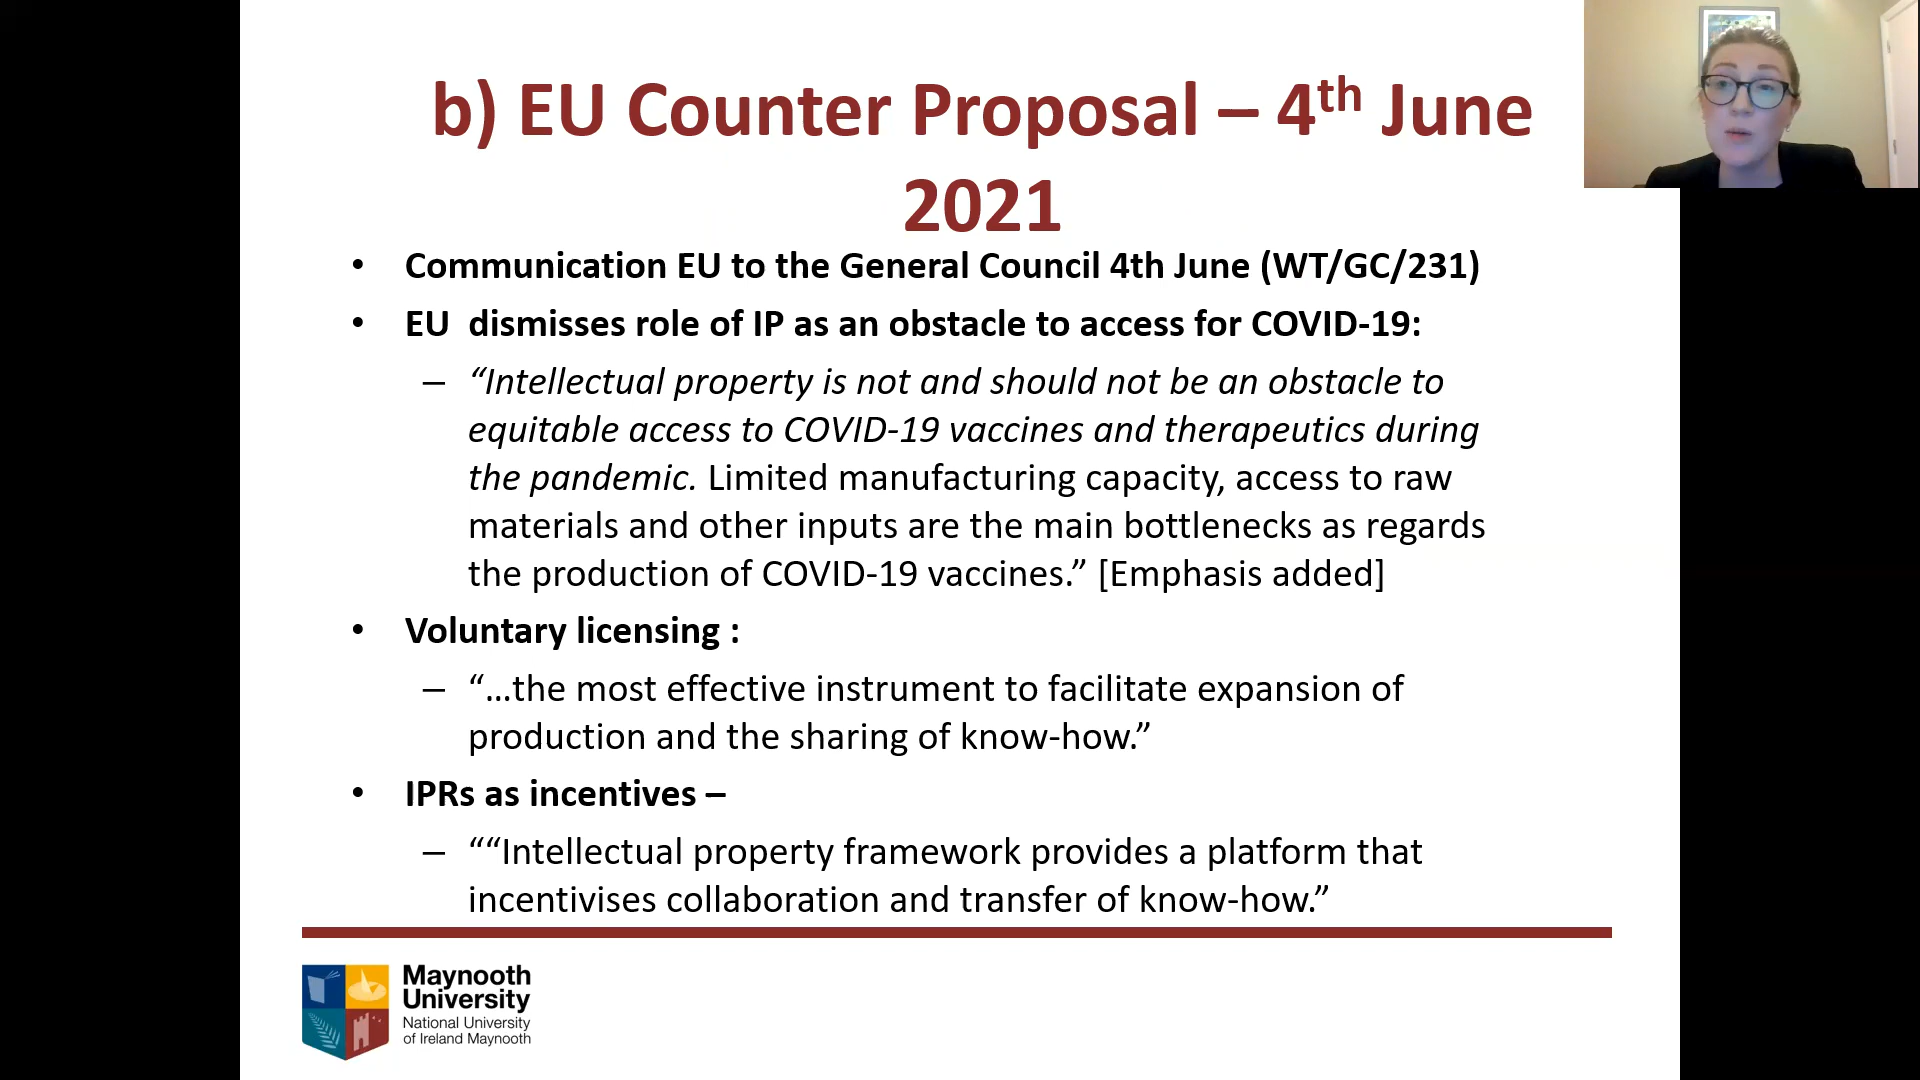 b) EU Counter Proposal – 4th June
2021
• Communication EU to the General Council 4th June (WT/GC/231)
• EU  dismisses role of IP as an obstacle to access for COVID-19:
– “Intellectual property is not and should not be an obstacle to
equitable access to COVID-19 vaccines and therapeutics during
the pandemic. Limited manufacturing capacity, access to raw
materials and other inputs are the main bottlenecks as regards
the production of COVID-19 vaccines.” [Emphasis added]
• Voluntary licensing :
– “…the most effective instrument to facilitate expansion of
production and the sharing of know-how.”
• IPRs as incentives –
– ““Intellectual property framework provides a platform that
incentivises collaboration and transfer of know-how.”
Maynooth
University
National University
of Ireland Maynooth